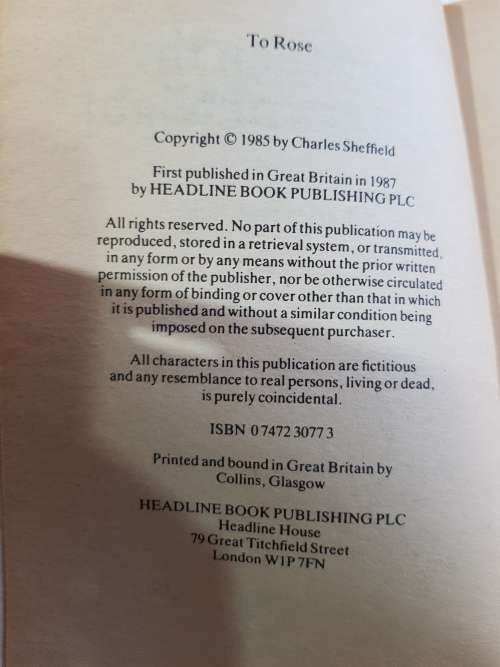 To Rose
Copyright © 1985 by Charles Sheffield
First published in Great Britain in 1987
by HEADLINE BOOK PUBLISHING PLC
All rights reserved. No part of this publication may be
reproduced, stored in a retrieval system, or transmitted,
in any form or by any means without the prior written
permission of the publisher, nor be otherwise circulated
in any form of binding or cover other than that in which
it is published and without a similar condition being
imposed on the subsequent purchaser.
All characters in this publication are fictitious
and any resemblance to real persons, living or dead,
is purely coincidental.
ISBN 0 7472 3077 3
Printed and bound in Great Britain by
Collins, Glasgow
HEADLINE BOOK PUBLISHING PLC
Headline House
79 Great Titchfield Street
London W1P 7FN